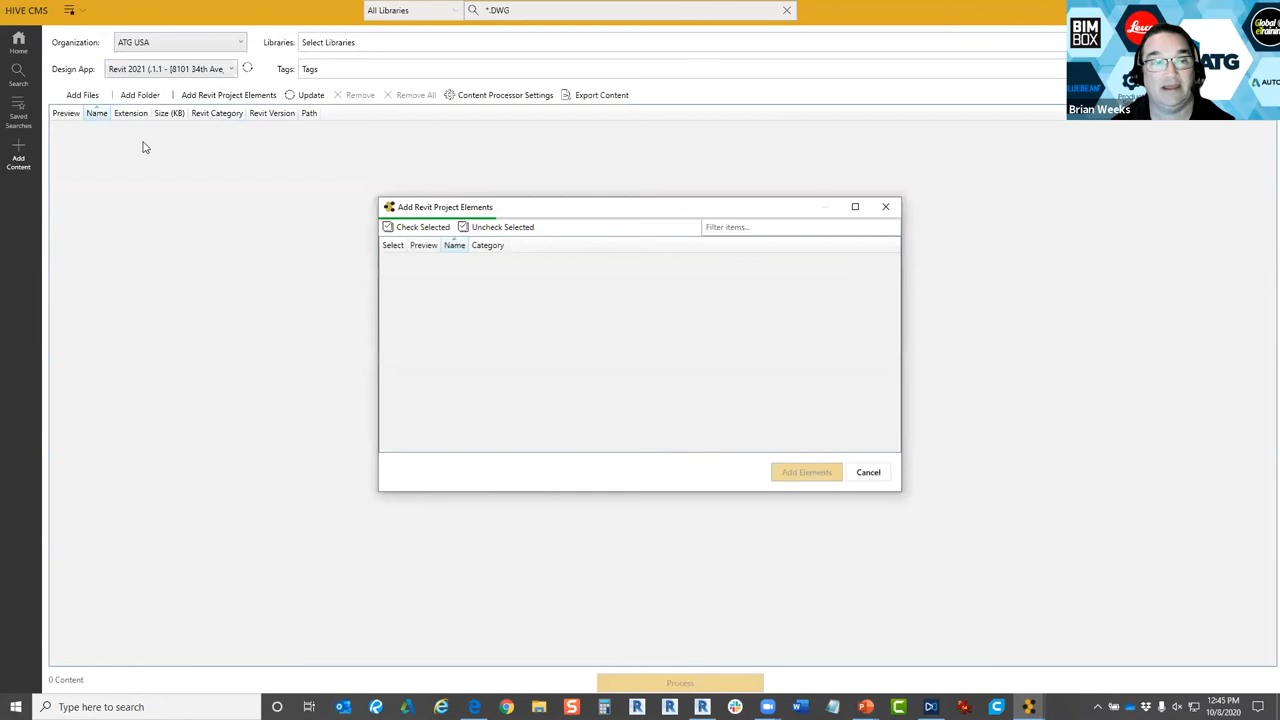 HIVE CMS
All Libraries
*.DWG
Home
Search
Saved
Searches
Add
Content
Organization:
ATG USA
Libraries:
Select Libraries
Design App:
Revit 2021 (.1.1 - [8101 34th Ave
Tags:
Tags
Add Files
Add Folder
Add Revit Project Elements
Update
Remove
Remove All
Content Processor Settings
Export Content
Preview
Name
Extension
Size (KB)
Revit Category
Revit Version
Path
BIM
BOX
Leica
Global
eTraining
ATG
Brian Weeks
Add Revit Project Elements
Check Selected
Uncheck Selected
Filter items...
Select
Preview
Name
Category
Add Elements
Cancel
0 Content
Process
Type here to search
12:45 PM
10/8/2020